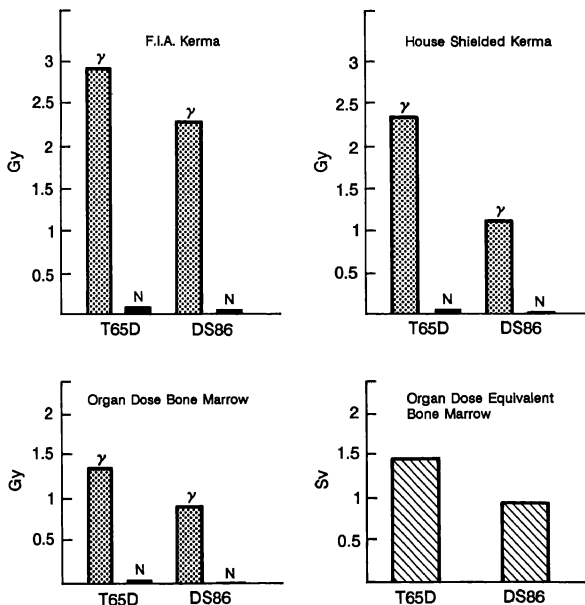 F.I.A. Kerma
3
2.5
2
1.5
1
0.5
Gy
γ
N
γ
N
T65D
DS86
House Shielded Kerma
3
2.5
2
1.5
1
0.5
Gy
γ
N
γ
N
T65D
DS86
Organ Dose Bone Marrow
2
1.5
1
0.5
Gy
γ
N
γ
N
T65D
DS86
Organ Dose Equivalent
Bone Marrow
2
1.5
1
0.5
Sv
T65D
DS86